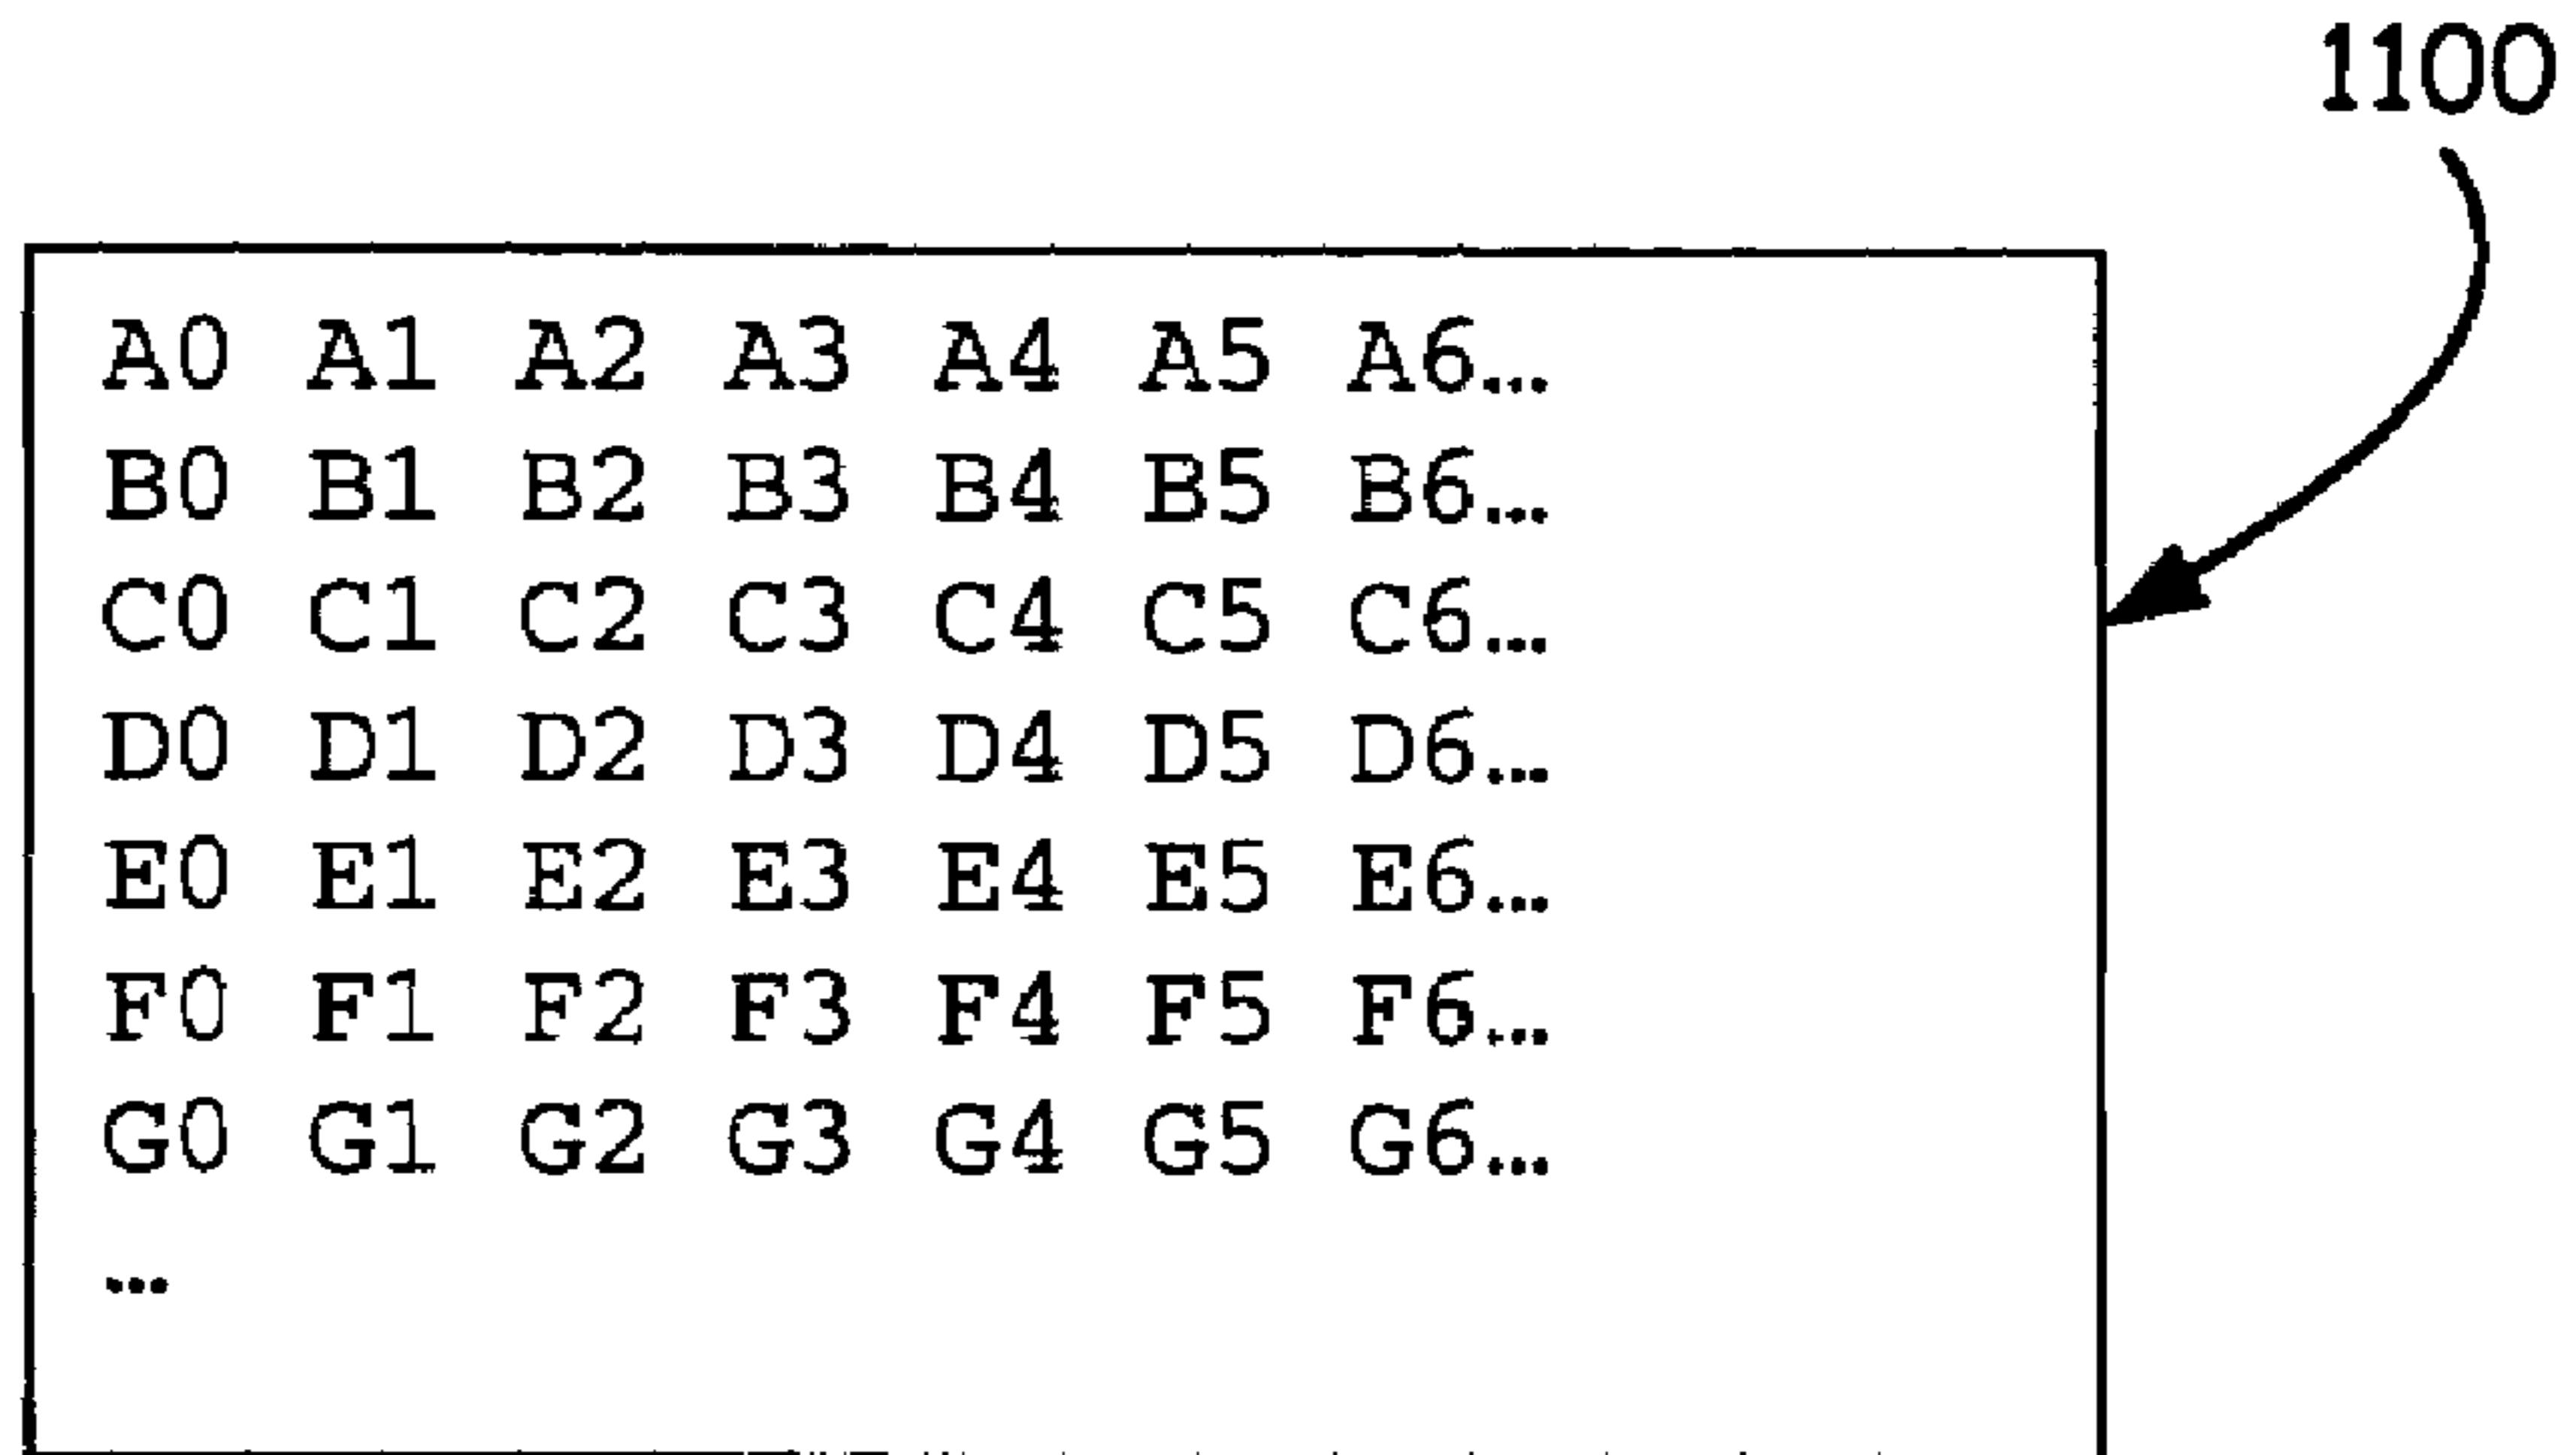 1100
A0 A1 A2 A3 A4 A5 A6...
B0 B1 B2 B3 B4 B5 B6...
C0 C1 C2 C3 C4 C5 C6...
D0 D1 D2 D3 D4 D5 D6...
E0 E1 E2 E3 E4 E5 E6...
F0 F1 F2 F3 F4 F5 F6...
G0 G1 G2 G3 G4 G5 G6...
...